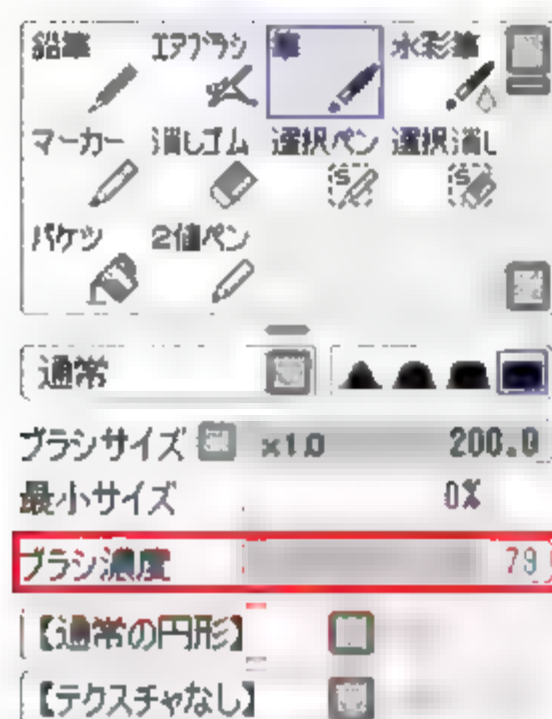 鉛筆 エアブラシ 筆 水彩筆
マーカー 消しゴム 選択ペン 選択消し
バケツ 2値ペン
通常
ブラシサイズ ×1.0 200.0
最小サイズ 0%
ブラシ濃度 79
【通常の円形】
【テクスチャなし】